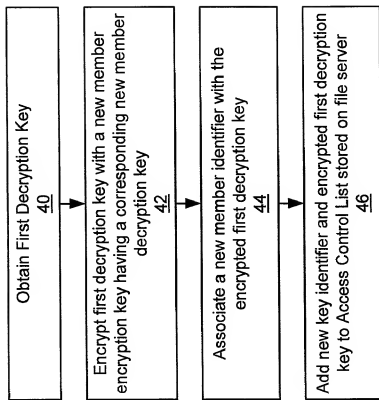 Obtain First Decryption Key
40
Encrypt first decryption key with a new member
encryption key having a corresponding new member
decryption key
42
Associate a new member identifier with the
encrypted first decryption key
44
Add new key identifier and encrypted first decryption
key to Access Control List stored on file server
46